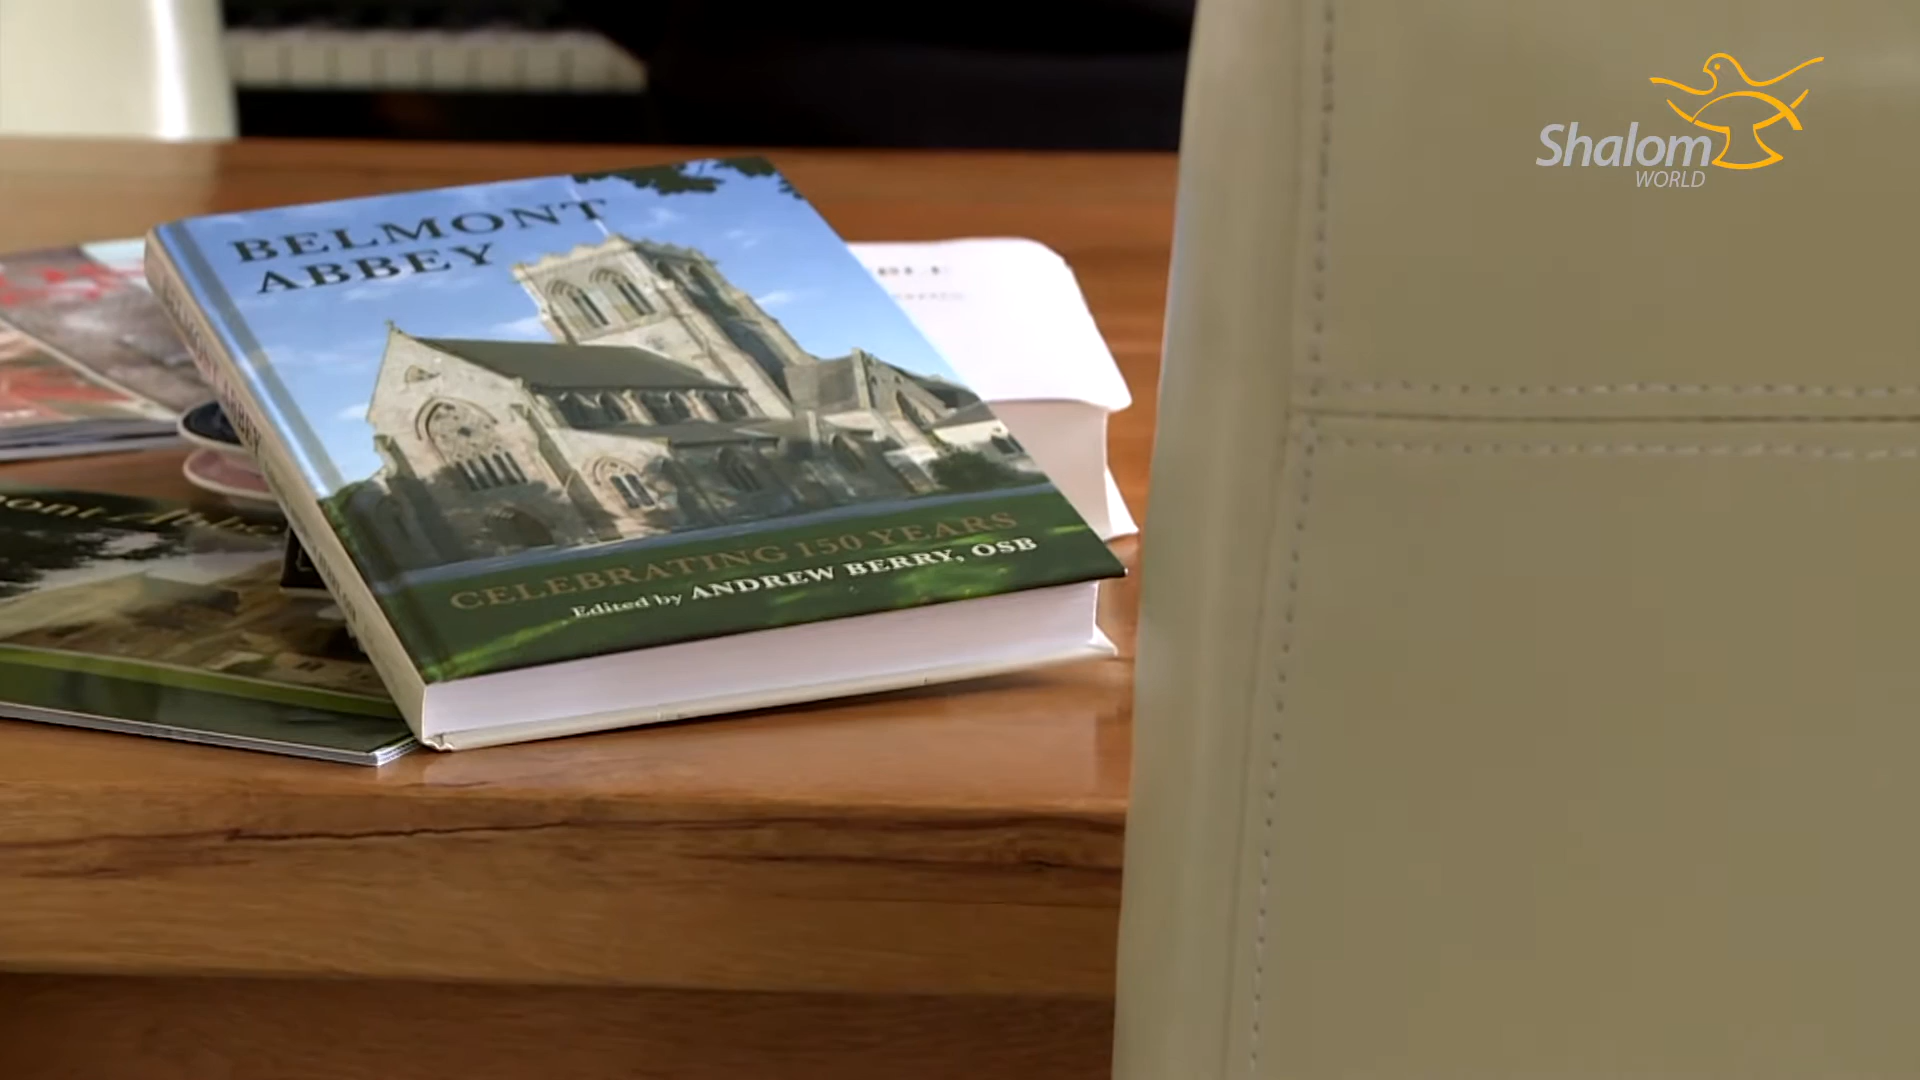 Shalom
WORLD
BELMONT
ABBEY
CELEBRATING 150 YEARS
Edited by ANDREW BERRY, OSB